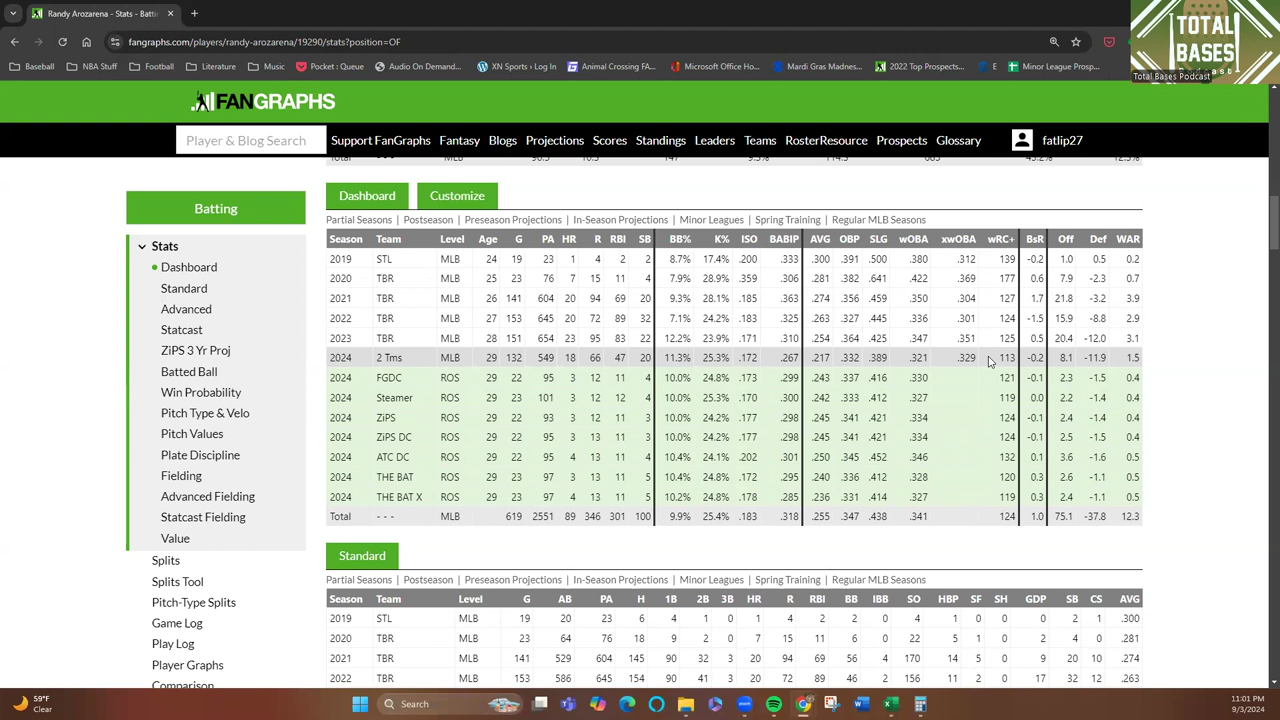 Randy Arozarena - Stats - Batti
fangraphs.com/players/randy-arozarena/19290/stats?position=OF
Baseball NBA Stuff Football Literature Music Pocket : Queue Audio On Demand... XN Sports › Log In Animal Crossing FA... Microsoft Office Ho... Mardi Gras Madnes... 2022 Top Prospects... E Minor League Prosp...
TOTAL
BASES
Podcast
Total Bases Podcast
FANGRAPHS
Player & Blog Search Support FanGraphs Fantasy Blogs Projections Scores Standings Leaders Teams RosterResource Prospects Glossary fatlip27
Batting
Stats
Dashboard
Standard
Advanced
Statcast
ZiPS 3 Yr Proj
Batted Ball
Win Probability
Pitch Type & Velo
Pitch Values
Plate Discipline
Fielding
Advanced Fielding
Statcast Fielding
Value
Splits
Splits Tool
Pitch-Type Splits
Game Log
Play Log
Player Graphs
Comparison
Dashboard Customize
Partial Seasons | Postseason | Preseason Projections | In-Season Projections | Minor Leagues | Spring Training | Regular MLB Seasons
Season Team Level Age G PA HR R RBI SB BB% K% ISO BABIP AVG OBP SLG wOBA xwOBA wRC+ BsR Off Def WAR
2019 STL MLB 24 19 23 1 4 2 2 8.7% 17.4% .200 .333 .300 .391 .500 .380 .312 139 -0.2 1.0 0.5 0.2
2020 TBR MLB 25 23 76 7 15 11 4 7.9% 28.9% .359 .306 .281 .382 .641 .422 .369 177 0.6 7.9 -2.3 0.7
2021 TBR MLB 26 141 604 20 94 69 20 9.3% 28.1% .185 .363 .274 .356 .459 .350 .304 127 1.7 21.8 -3.2 3.9
2022 TBR MLB 27 153 645 20 72 89 32 7.1% 24.2% .183 .325 .263 .327 .445 .336 .301 124 -1.5 15.9 -8.8 2.9
2023 TBR MLB 28 151 654 23 95 83 22 12.2% 23.9% .171 .310 .254 .364 .425 .347 .351 125 0.5 20.4 -12.0 3.1
2024 2 Tms MLB 29 132 549 18 66 47 20 11.3% 25.3% .172 .267 .217 .332 .389 .321 .329 113 -0.2 8.1 -11.9 1.5
2024 FGDC ROS 29 22 95 3 12 11 4 10.0% 24.8% .173 .299 .243 .337 .416 .330 121 -0.1 2.3 -1.5 0.4
2024 Steamer ROS 29 23 101 3 12 12 4 10.0% 25.3% .170 .300 .242 .333 .412 .327 119 0.0 2.2 -1.4 0.4
2024 ZiPS ROS 29 22 95 3 12 11 3 10.0% 24.2% .177 .298 .245 .341 .421 .334 124 -0.1 2.4 -1.4 0.4
2024 ZiPS DC ROS 29 22 95 3 13 11 4 10.0% 24.2% .177 .298 .245 .341 .421 .334 124 -0.1 2.5 -1.5 0.4
2024 ATC DC ROS 29 22 95 4 13 12 4 10.4% 24.1% .202 .301 .250 .345 .452 .346 132 0.1 3.6 -1.6 0.5
2024 THE BAT ROS 29 22 97 3 13 11 5 10.4% 24.8% .172 .295 .240 .336 .412 .328 120 0.3 2.6 -1.1 0.5
2024 THE BAT X ROS 29 22 97 4 13 11 5 10.2% 24.8% .178 .285 .236 .331 .414 .327 119 0.3 2.4 -1.1 0.5
Total - - - MLB 619 2551 89 346 301 100 9.9% 25.4% .183 .318 .255 .347 .438 .341 124 1.0 75.1 -37.8 12.3
Standard
Partial Seasons | Postseason | Preseason Projections | In-Season Projections | Minor Leagues | Spring Training | Regular MLB Seasons
Season Team Level G AB PA H 1B 2B 3B HR R RBI BB IBB SO HBP SF SH GDP SB CS AVG
2019 STL MLB 19 20 23 6 4 1 0 1 4 2 2 0 4 1 0 0 0 2 1 .300
2020 TBR MLB 23 64 76 18 9 2 0 7 15 11 6 0 22 5 1 0 2 4 0 .281
2021 TBR MLB 141 529 604 145 90 32 3 20 94 69 56 4 170 14 5 0 9 20 10 .274
2022 TBR MLB 153 586 645 154 90 41 3 20 72 89 46 2 156 11 2 0 17 32 12 .263
59°F
Clear
Search
11:01 PM
9/3/2024